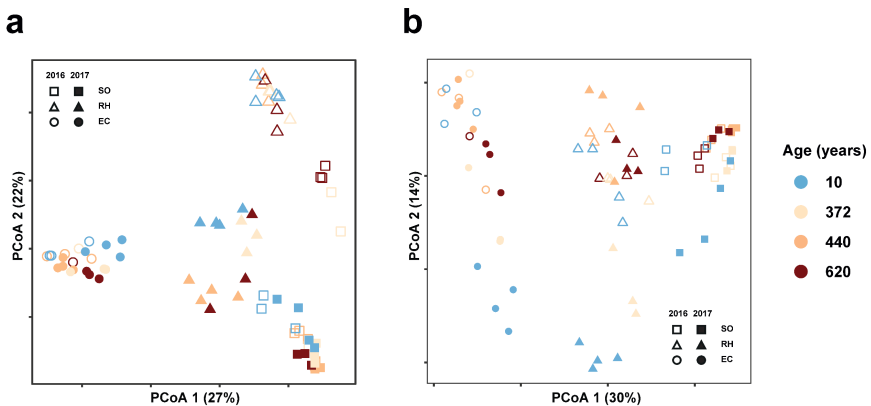 a
b
2016 2017
SO
RH
EC
PCoA 2 (22%)
PCoA 1 (27%)
PCoA 2 (14%)
2016 2017
SO
RH
EC
PCoA 1 (30%)
Age (years)
10
372
440
620